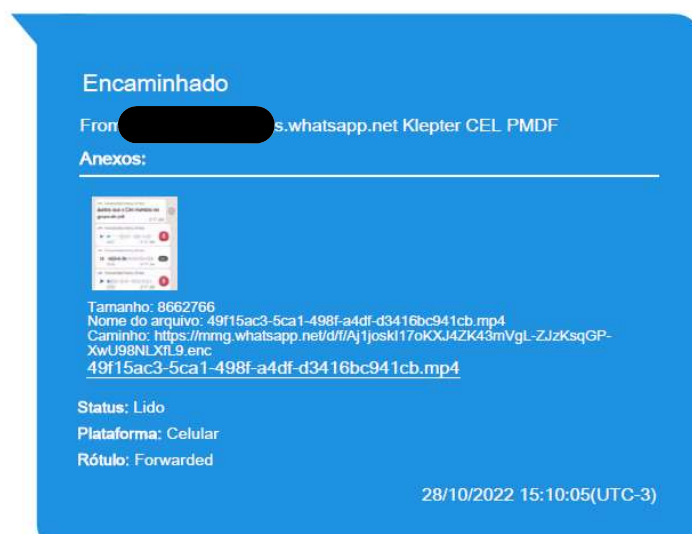 Encaminhado
From s.whatsapp.net Klepter CEL PMDF
Anexos:
Tamanho: 8662766
Nome do arquivo: 49f15ac3-5ca1-498f-a4df-d3416bc941cb.mp4
Caminho: https://mmg.whatsapp.net/d/f/Aj1joskI17oKXJ4ZK43mVgL-ZJzKsqGP-
XwU98NLXfL9.enc
49f15ac3-5ca1-498f-a4df-d3416bc941cb.mp4
Status: Lido
Plataforma: Celular
Rótulo: Forwarded
28/10/2022 15:10:05(UTC-3)